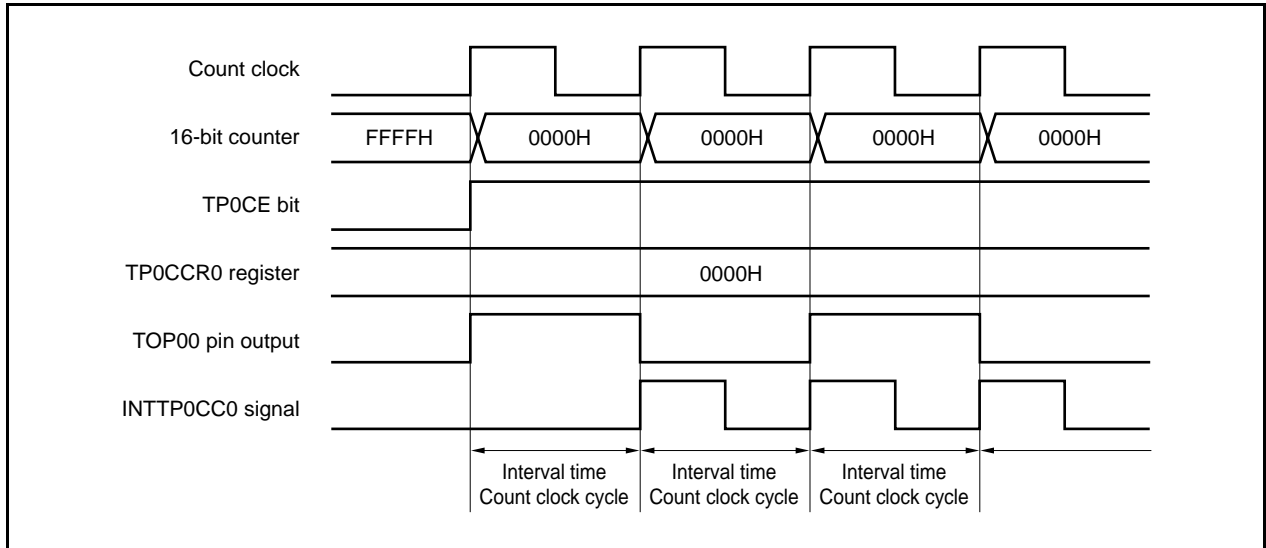 Count clock
16-bit counter
FFFFH 0000H 0000H 0000H 0000H
TP0CE bit
TP0CCR0 register
0000H
TOP00 pin output
INTTP0CC0 signal
Interval time Interval time Interval time
Count clock cycle Count clock cycle Count clock cycle